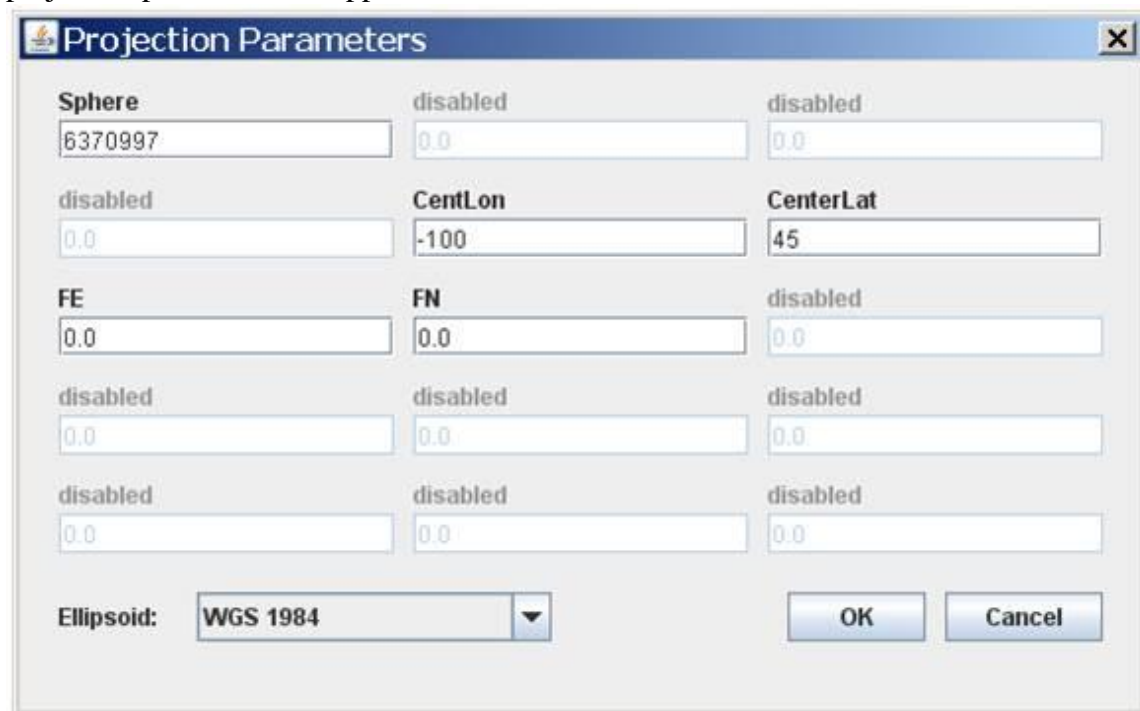 Projection Parameters
Sphere disabled disabled
6370997 0.0 0.0
disabled CentLon CenterLat
0.0 -100 45
FE FN disabled
0.0 0.0 0.0
disabled disabled disabled
0.0 0.0 0.0
disabled disabled disabled
0.0 0.0 0.0
Ellipsoid: WGS 1984 OK Cancel